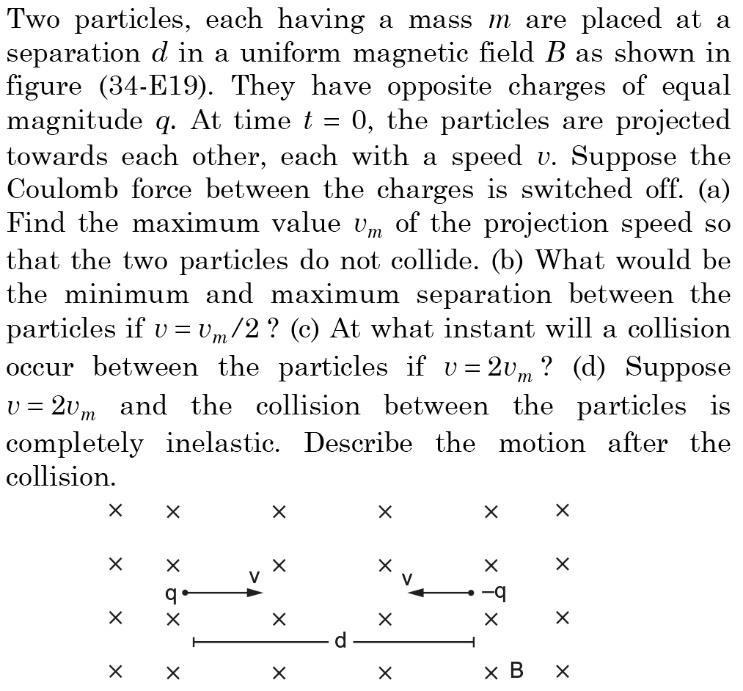 Two particles, each having a mass m are placed at a
separation d in a uniform magnetic field B as shown in
figure (34-E19). They have opposite charges of equal
magnitude q. At time t = 0, the particles are projected
towards each other, each with a speed v. Suppose the
Coulomb force between the charges is switched off. (a)
Find the maximum value vₘ of the projection speed so
that the two particles do not collide. (b) What would be
the minimum and maximum separation between the
particles if v = vₘ/2 ? (c) At what instant will a collision
occur between the particles if v = 2vₘ ? (d) Suppose
v = 2vₘ and the collision between the particles is
completely inelastic. Describe the motion after the
collision.
× × × × × ×
× × × × × ×
v v
q -q
× × × × × ×
d
× × × × × B ×